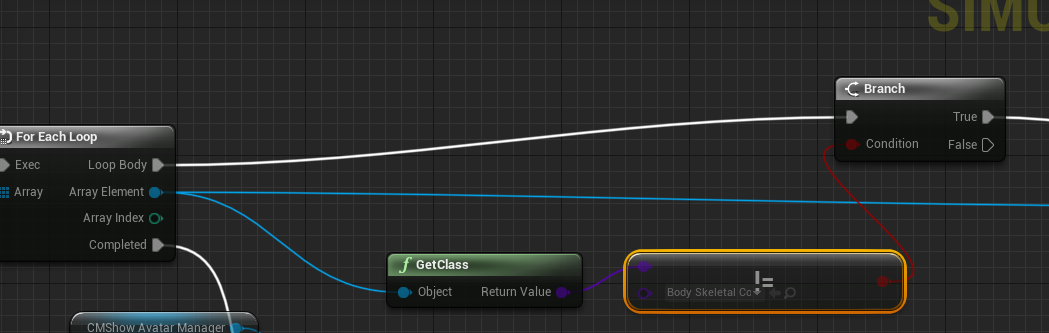 SIMU
Branch
True
Condition
False
For Each Loop
Exec
Loop Body
Array
Array Element
Array Index
Completed
GetClass
Object
Return Value
!=
Body Skeletal Co
CMShow Avatar Manager